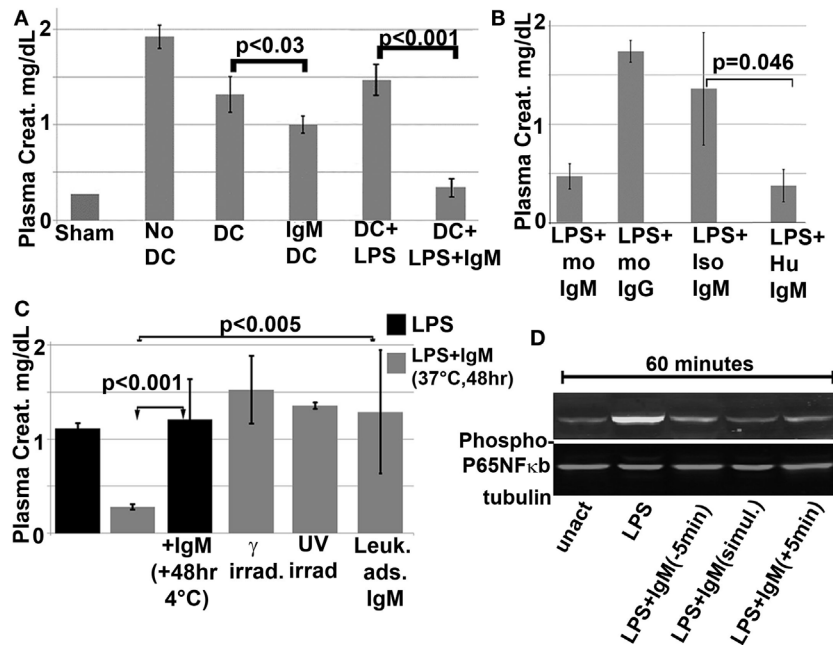 A
Plasma Creat. mg/dL
2
1
0
p<0.03
p<0.001
Sham
No
DC
DC
IgM
DC
DC+
LPS
DC+
LPS+IgM
B
Plasma Creat. mg/dL
2
1
0
p=0.046
LPS+
mo
IgM
LPS+
mo
IgG
LPS+
Iso
IgM
LPS+
Hu
IgM
C
Plasma Creat. mg/dL
2
1
0
p<0.005
p<0.001
LPS
LPS+IgM
(37°C,48hr)
+IgM
(+48hr
4°C)
γ
irrad.
UV
irrad
Leuk.
ads.
IgM
D
60 minutes
Phospho-
P65NFκb
tubulin
unact
LPS
LPS+IgM(-5min)
LPS+IgM(simul.)
LPS+IgM(+5min)